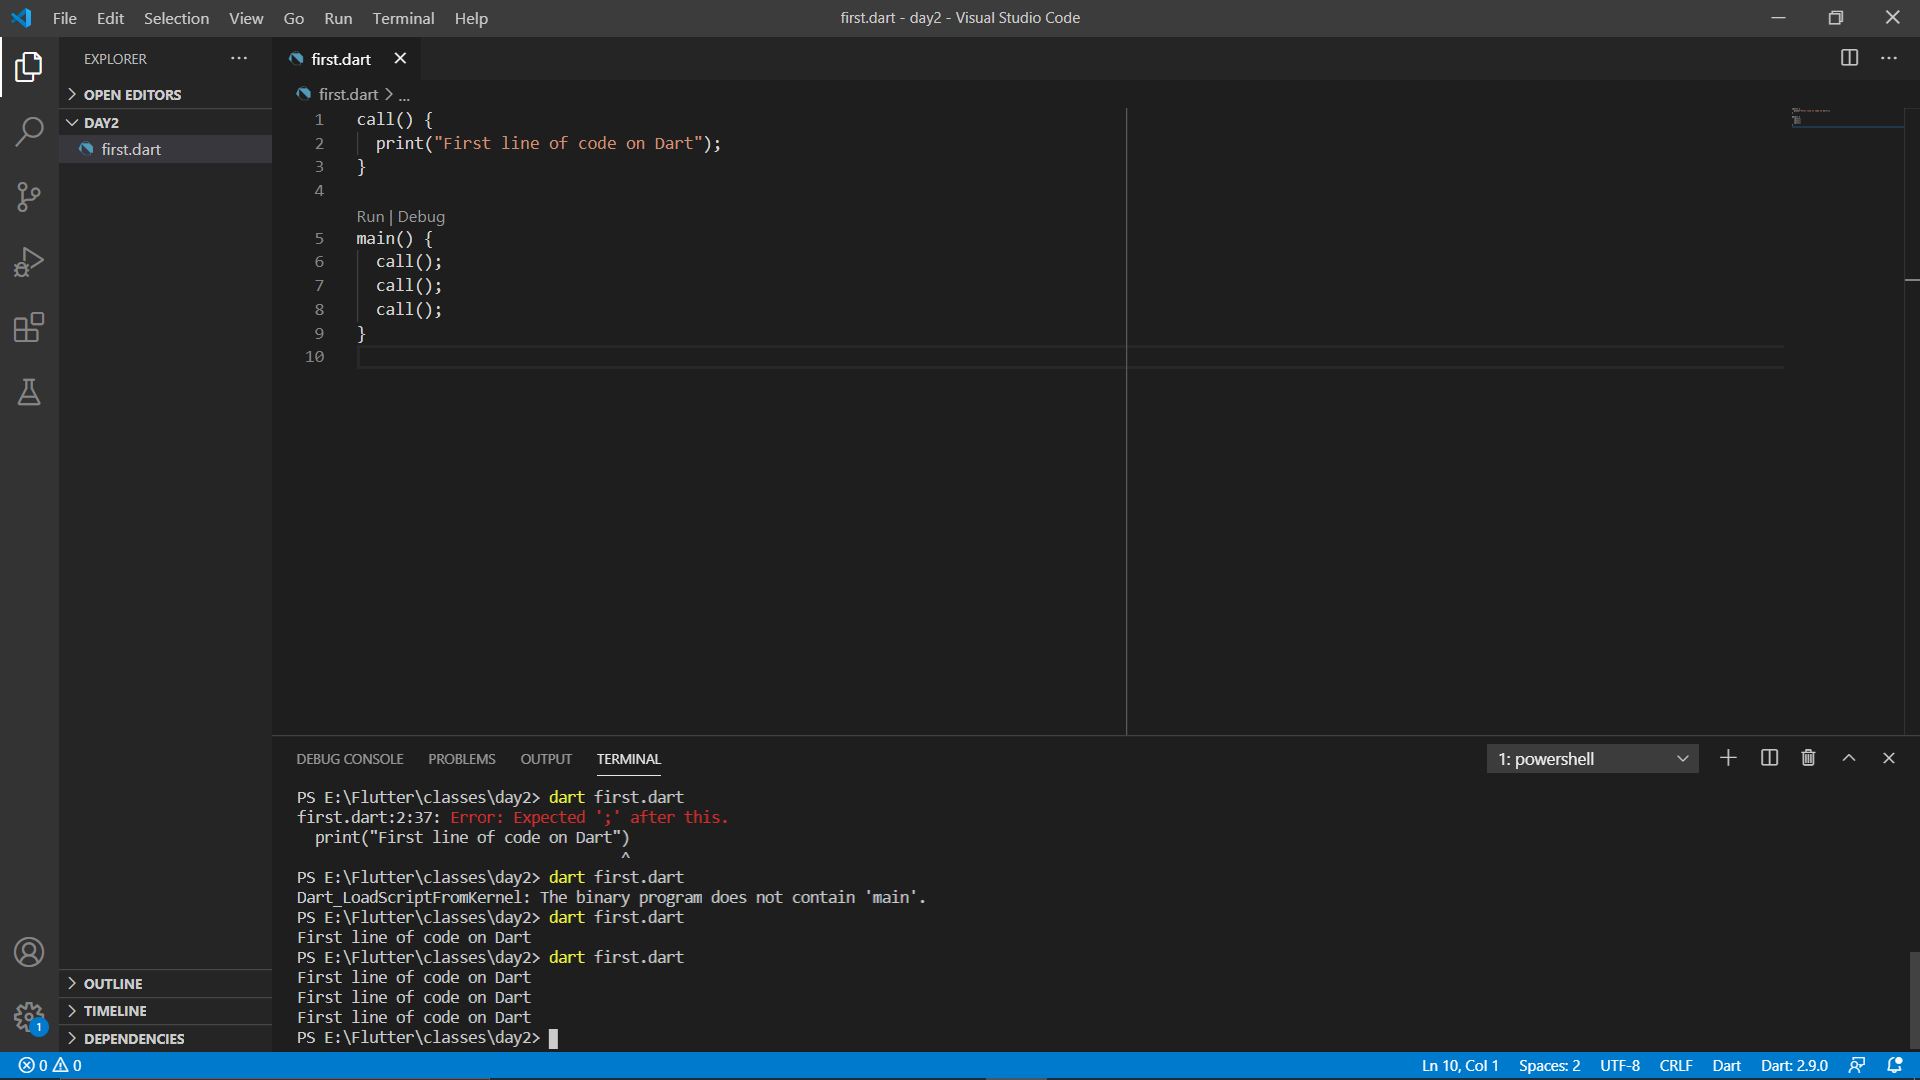 File Edit Selection View Go Run Terminal Help
first.dart - day2 - Visual Studio Code
EXPLORER
OPEN EDITORS
DAY2
first.dart
OUTLINE
TIMELINE
DEPENDENCIES
first.dart
first.dart > ...
1 call() {
2 print("First line of code on Dart");
3 }
4
Run | Debug
5 main() {
6 call();
7 call();
8 call();
9 }
10
DEBUG CONSOLE PROBLEMS OUTPUT TERMINAL
1: powershell
PS E:\Flutter\classes\day2> dart first.dart
first.dart:2:37: Error: Expected ';' after this.
print("First line of code on Dart")
^
PS E:\Flutter\classes\day2> dart first.dart
Dart_LoadScriptFromKernel: The binary program does not contain 'main'.
PS E:\Flutter\classes\day2> dart first.dart
First line of code on Dart
PS E:\Flutter\classes\day2> dart first.dart
First line of code on Dart
First line of code on Dart
First line of code on Dart
PS E:\Flutter\classes\day2>
1
0 0
Ln 10, Col 1 Spaces: 2 UTF-8 CRLF Dart Dart: 2.9.0